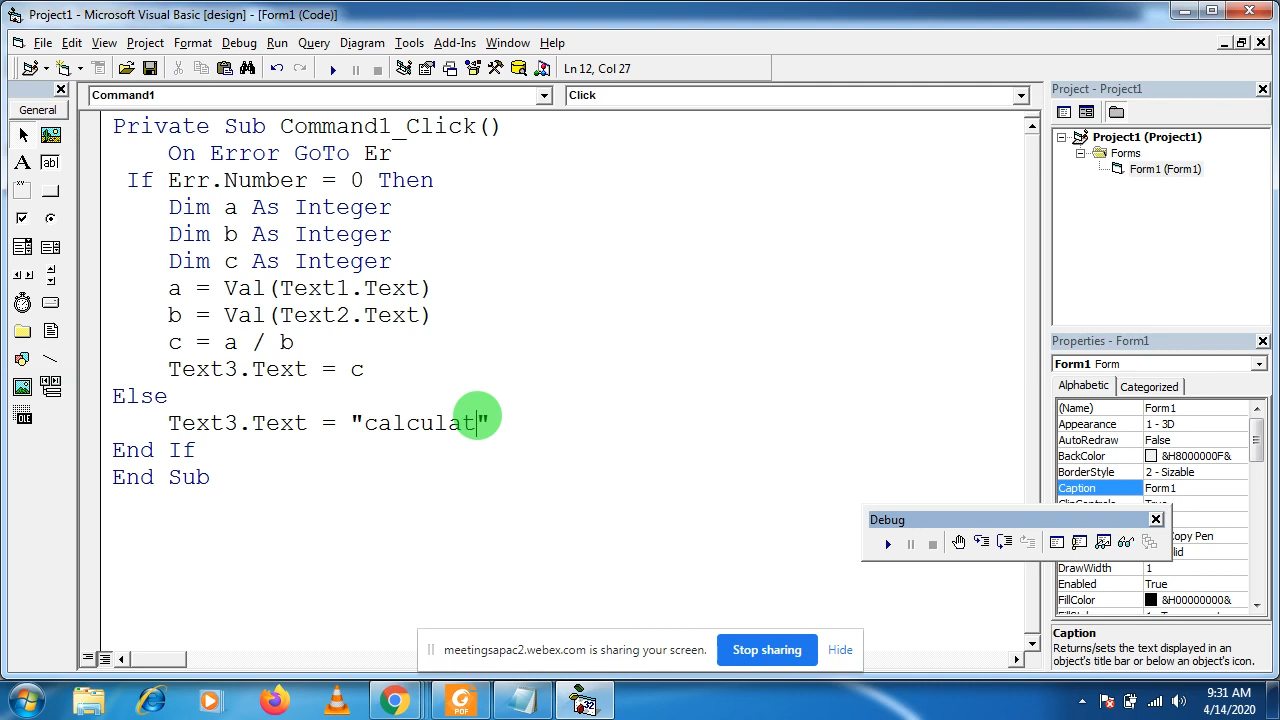 Project1 - Microsoft Visual Basic [design] - [Form1 (Code)]
File Edit View Project Format Debug Run Query Diagram Tools Add-Ins Window Help
Ln 12, Col 27
General
Command1
Click
Private Sub Command1_Click()
On Error GoTo Er
If Err.Number = 0 Then
Dim a As Integer
Dim b As Integer
Dim c As Integer
a = Val(Text1.Text)
b = Val(Text2.Text)
c = a / b
Text3.Text = c
Else
Text3.Text = "calculat"
End If
End Sub
Project - Project1
Project1 (Project1)
Forms
Form1 (Form1)
Properties - Form1
Form1 Form
Alphabetic Categorized
(Name) Form1
Appearance 1 - 3D
AutoRedraw False
BackColor &H8000000F&
BorderStyle 2 - Sizable
Caption Form1
Debug
opy Pen
DrawWidth 1
Enabled True
FillColor &H00000000&
Caption
Returns/sets the text displayed in an
object's title bar or below an object's icon.
meetingsapac2.webex.com is sharing your screen.
Stop sharing
Hide
PDF
9:31 AM
4/14/2020